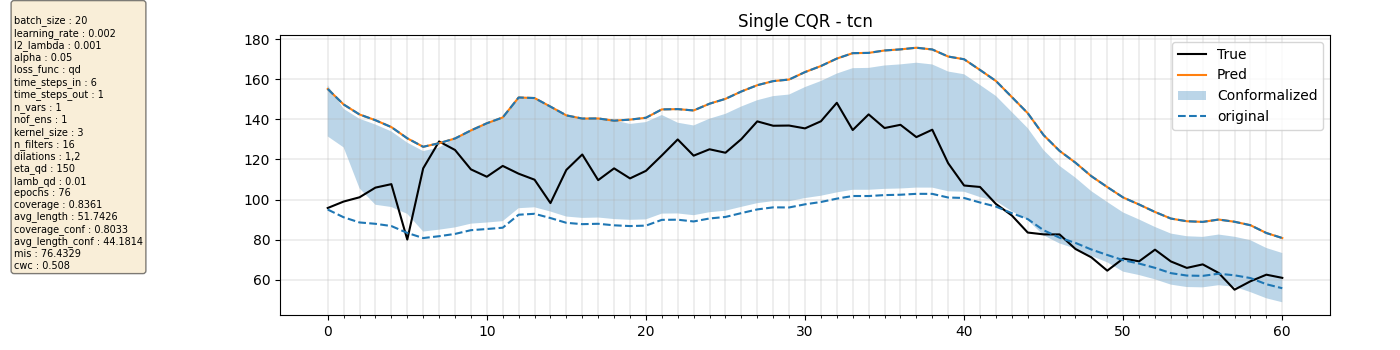 batch_size : 20
learning_rate : 0.002
l2_lambda : 0.001
alpha : 0.05
loss_func : qd
time_steps_in : 6
time_steps_out : 1
n_vars : 1
nof_ens : 1
kernel_size : 3
n_filters : 16
dilations : 1,2
eta_qd : 150
lamb_qd : 0.01
epochs : 76
coverage : 0.8361
avg_length : 51.7426
coverage_conf : 0.8033
avg_length_conf : 44.1814
mis : 76.4329
cwc : 0.508
Single CQR - tcn
180
160
140
120
100
80
60
True
Pred
Conformalized
original
0 10 20 30 40 50 60